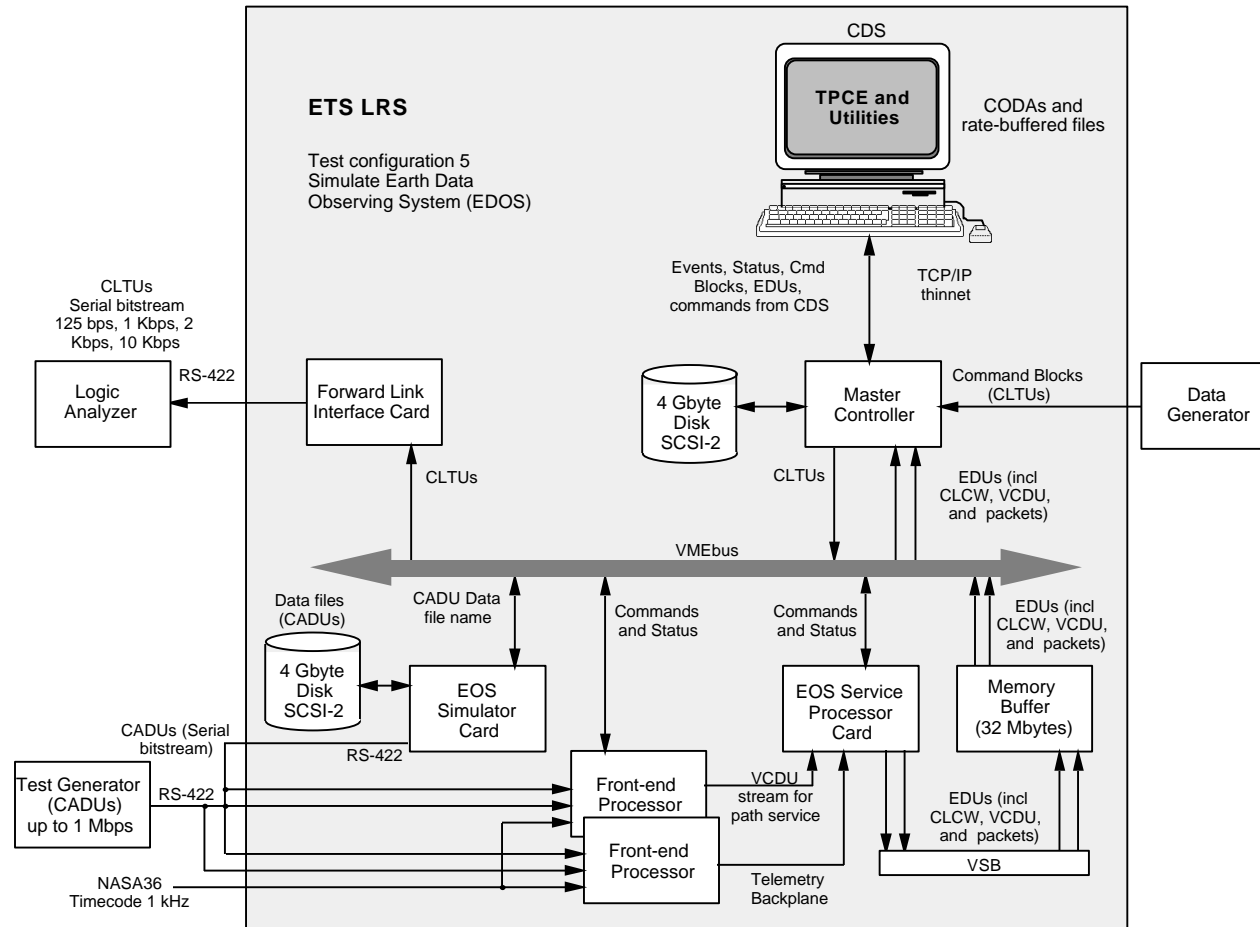 CDS
TPCE and
Utilities
CODAs and
rate-buffered files
ETS LRS
Test configuration 5
Simulate Earth Data
Observing System (EDOS)
Events, Status, Cmd
Blocks, EDUs,
commands from CDS
TCP/IP
thinnet
CLTUs
Serial bitstream
125 bps, 1 Kbps, 2
Kbps, 10 Kbps
RS-422
Logic
Analyzer
Forward Link
Interface Card
4 Gbyte
Disk
SCSI-2
Master
Controller
Command Blocks
(CLTUs)
Data
Generator
CLTUs
CLTUs
EDUs (incl
CLCW, VCDU,
and packets)
VMEbus
Data files
(CADUs)
CADU Data
file name
Commands
and Status
Commands
and Status
EDUs (incl
CLCW, VCDU,
and packets)
4 Gbyte
Disk
SCSI-2
EOS
Simulator
Card
EOS Service
Processor
Card
Memory
Buffer
(32 Mbytes)
CADUs (Serial
bitstream)
RS-422
Test Generator
(CADUs)
up to 1 Mbps
RS-422
Front-end
Processor
VCDU
stream for
path service
EDUs (incl
CLCW, VCDU,
and packets)
Front-end
Processor
VSB
NASA36
Timecode 1 kHz
Telemetry
Backplane